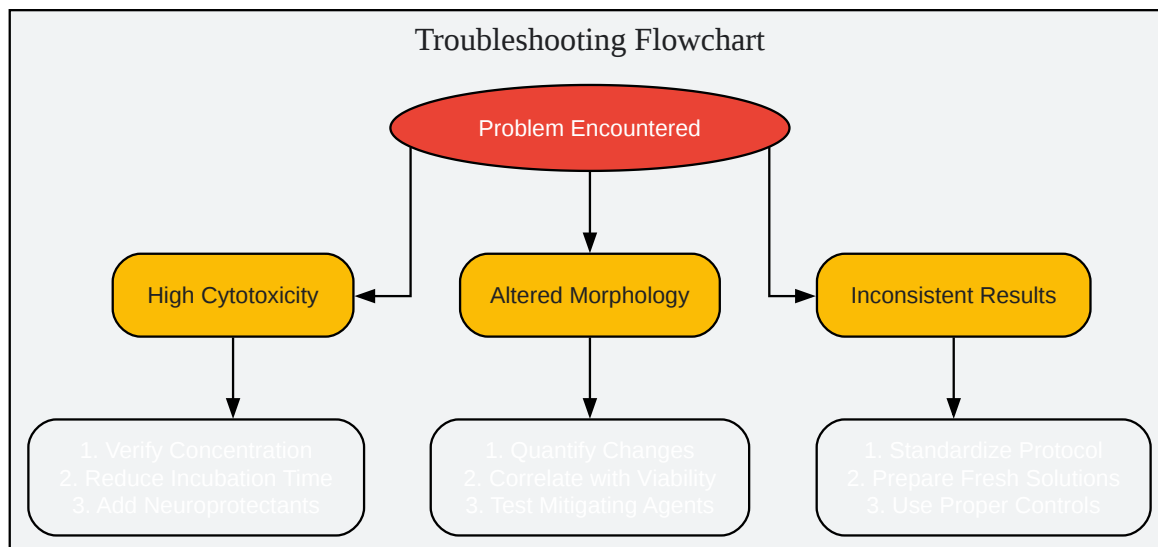 Troubleshooting Flowchart
Problem Encountered
High Cytotoxicity
Altered Morphology
Inconsistent Results
1. Verify Concentration
2. Reduce Incubation Time
3. Add Neuroprotectants
1. Quantify Changes
2. Correlate with Viability
3. Test Mitigating Agents
1. Standardize Protocol
2. Prepare Fresh Solutions
3. Use Proper Controls